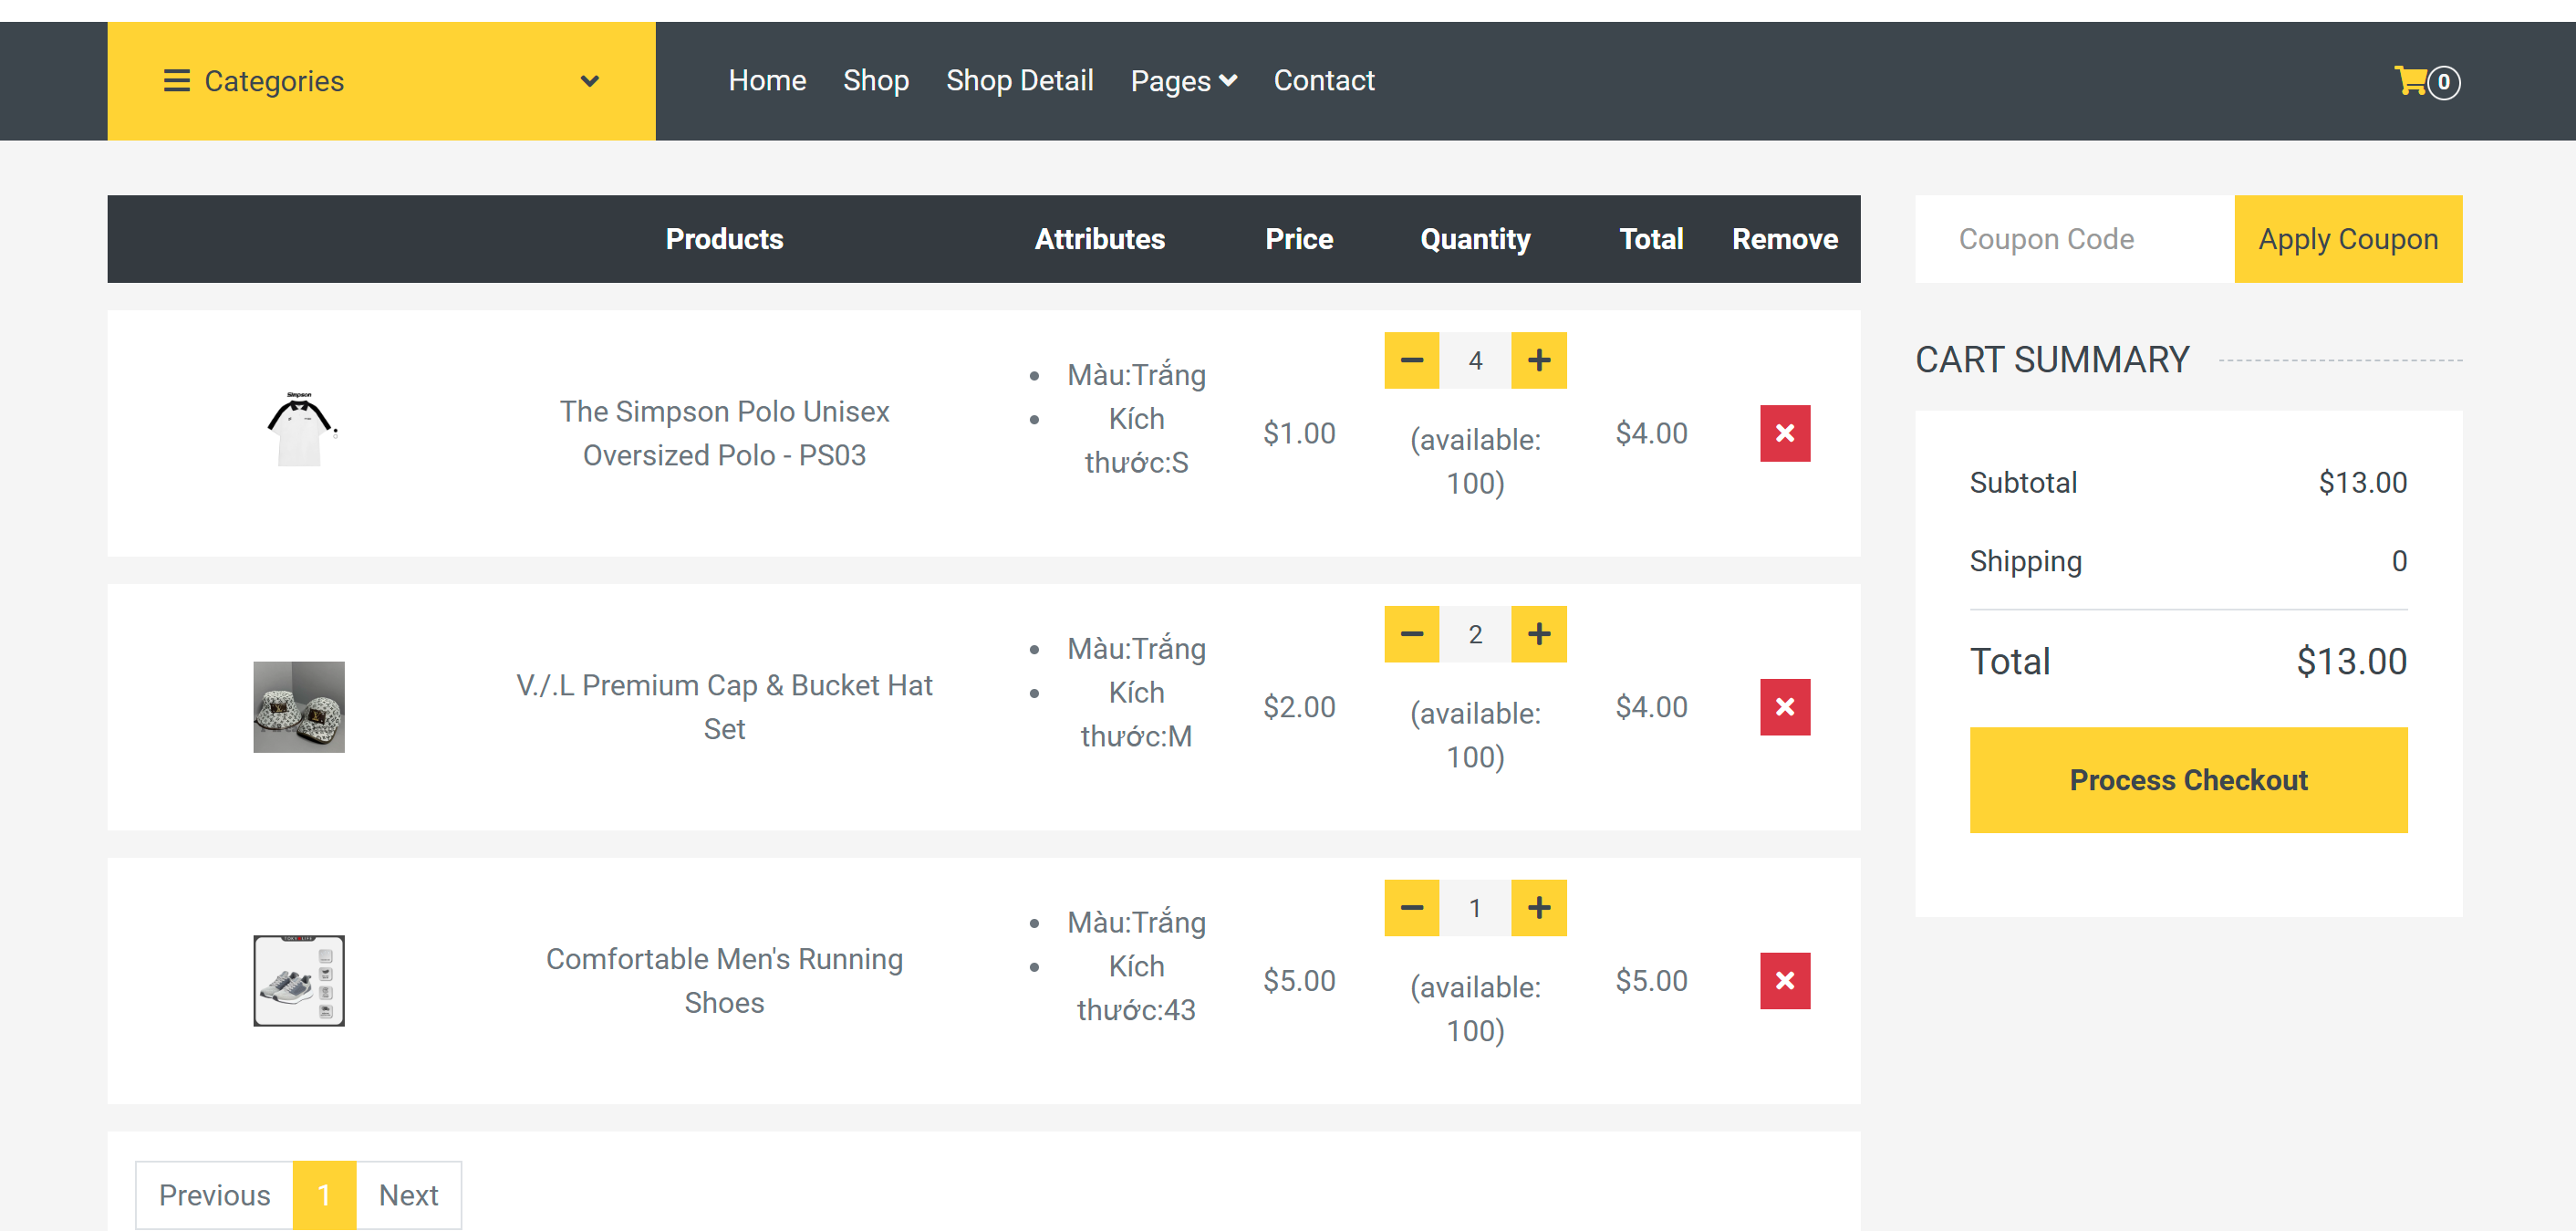 Categories
Home Shop Shop Detail Pages Contact
0
Products Attributes Price Quantity Total Remove
Coupon Code Apply Coupon
CART SUMMARY
Simpson
The Simpson Polo Unisex
Oversized Polo - PS03
Màu:Trắng
Kích
thước:S
$1.00
4
(available:
100)
$4.00
V./.L Premium Cap & Bucket Hat
Set
Màu:Trắng
Kích
thước:M
$2.00
2
(available:
100)
$4.00
Comfortable Men's Running
Shoes
Màu:Trắng
Kích
thước:43
$5.00
1
(available:
100)
$5.00
Subtotal $13.00
Shipping 0
Total $13.00
Process Checkout
Previous 1 Next